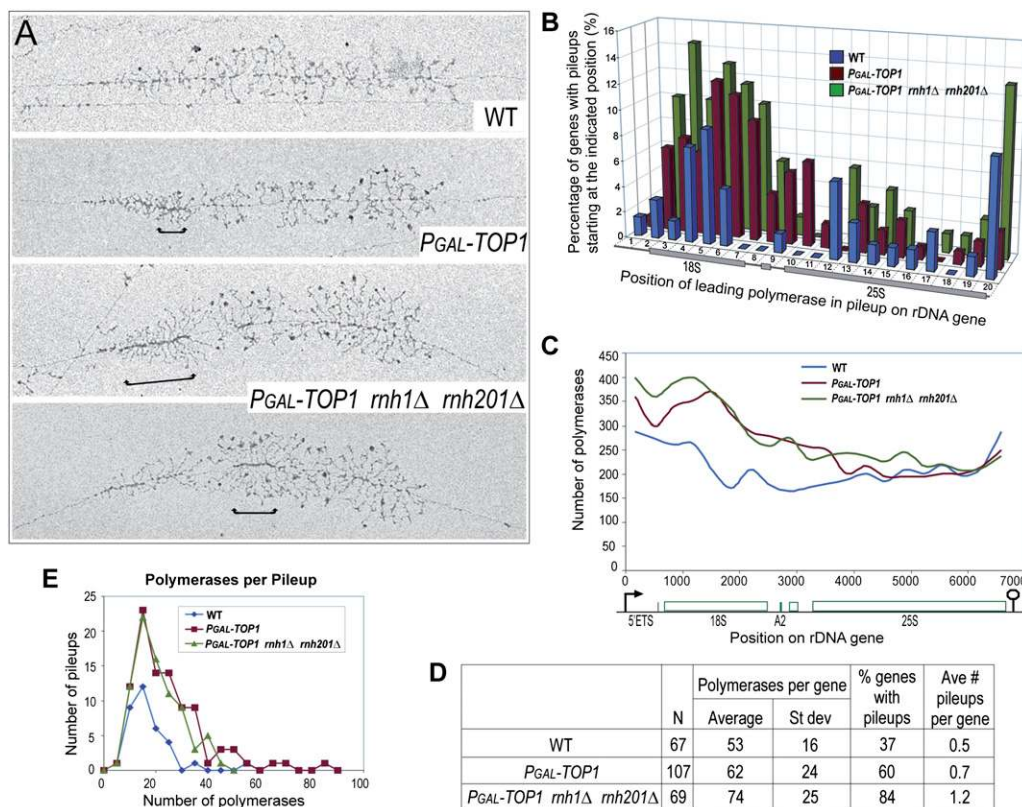 A
WT
PGAL-TOP1
PGAL-TOP1 rnh1Δ rnh201Δ
B
Percentage of genes with pileups
starting at the indicated position (%)
16
14
12
10
8
6
4
2
0
WT
PGAL-TOP1
PGAL-TOP1 rnh1Δ rnh201Δ
1 2 3 4 5 6 7 8 9 10 11 12 13 14 15 16 17 18 19 20
18S
25S
Position of leading polymerase in pileup on rDNA gene
C
Number of polymerases
450
400
350
300
250
200
150
100
50
0
WT
PGAL-TOP1
PGAL-TOP1 rnh1Δ rnh201Δ
0 1000 2000 3000 4000 5000 6000 7000
5'ETS 18S A2 25S
Position on rDNA gene
E
Polymerases per Pileup
Number of pileups
25
20
15
10
5
0
WT
PGAL-TOP1
PGAL-TOP1 rnh1Δ rnh201Δ
0 20 40 60 80 100
Number of polymerases
D
N
Polymerases per gene
Average
St dev
% genes
with
pileups
Ave #
pileups
per gene
WT 67 53 16 37 0.5
PGAL-TOP1 107 62 24 60 0.7
PGAL-TOP1 rnh1Δ rnh201Δ 69 74 25 84 1.2